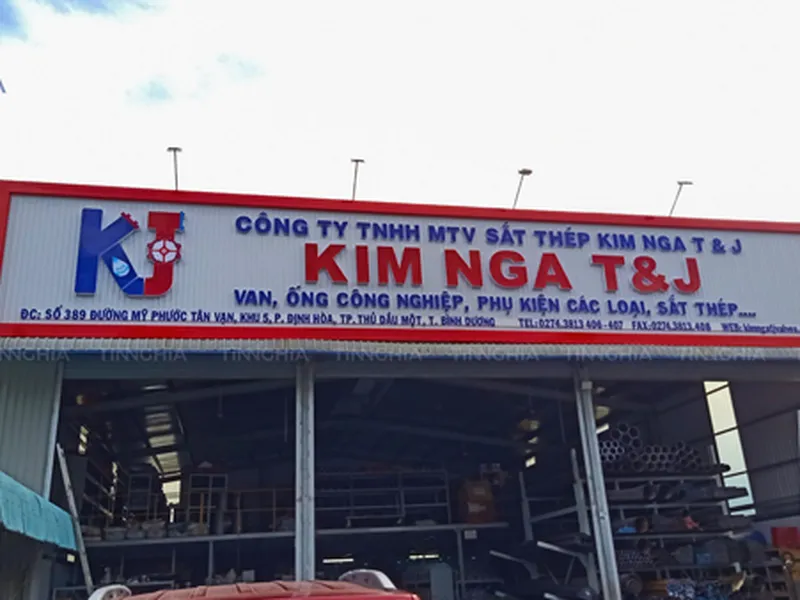 KJ
CÔNG TY TNHH MTV SẮT THÉP KIM NGA T & J
KIM NGA T&J
VAN, ỐNG CÔNG NGHIỆP, PHỤ KIỆN CÁC LOẠI, SẮT THÉP....
ĐC: SỐ 389 ĐƯỜNG MỸ PHƯỚC TÂN VẠN, KHU 5, P. ĐỊNH HÒA, TP. THỦ DẦU MỘT, T. BÌNH DƯƠNG TEL: 0274.3813 406-407 FAX:0274.3813.408 WEB:
TINNGHIA TINNGHIA TINNGHIA TINNGHIA TINNGHIA TINNGHIA